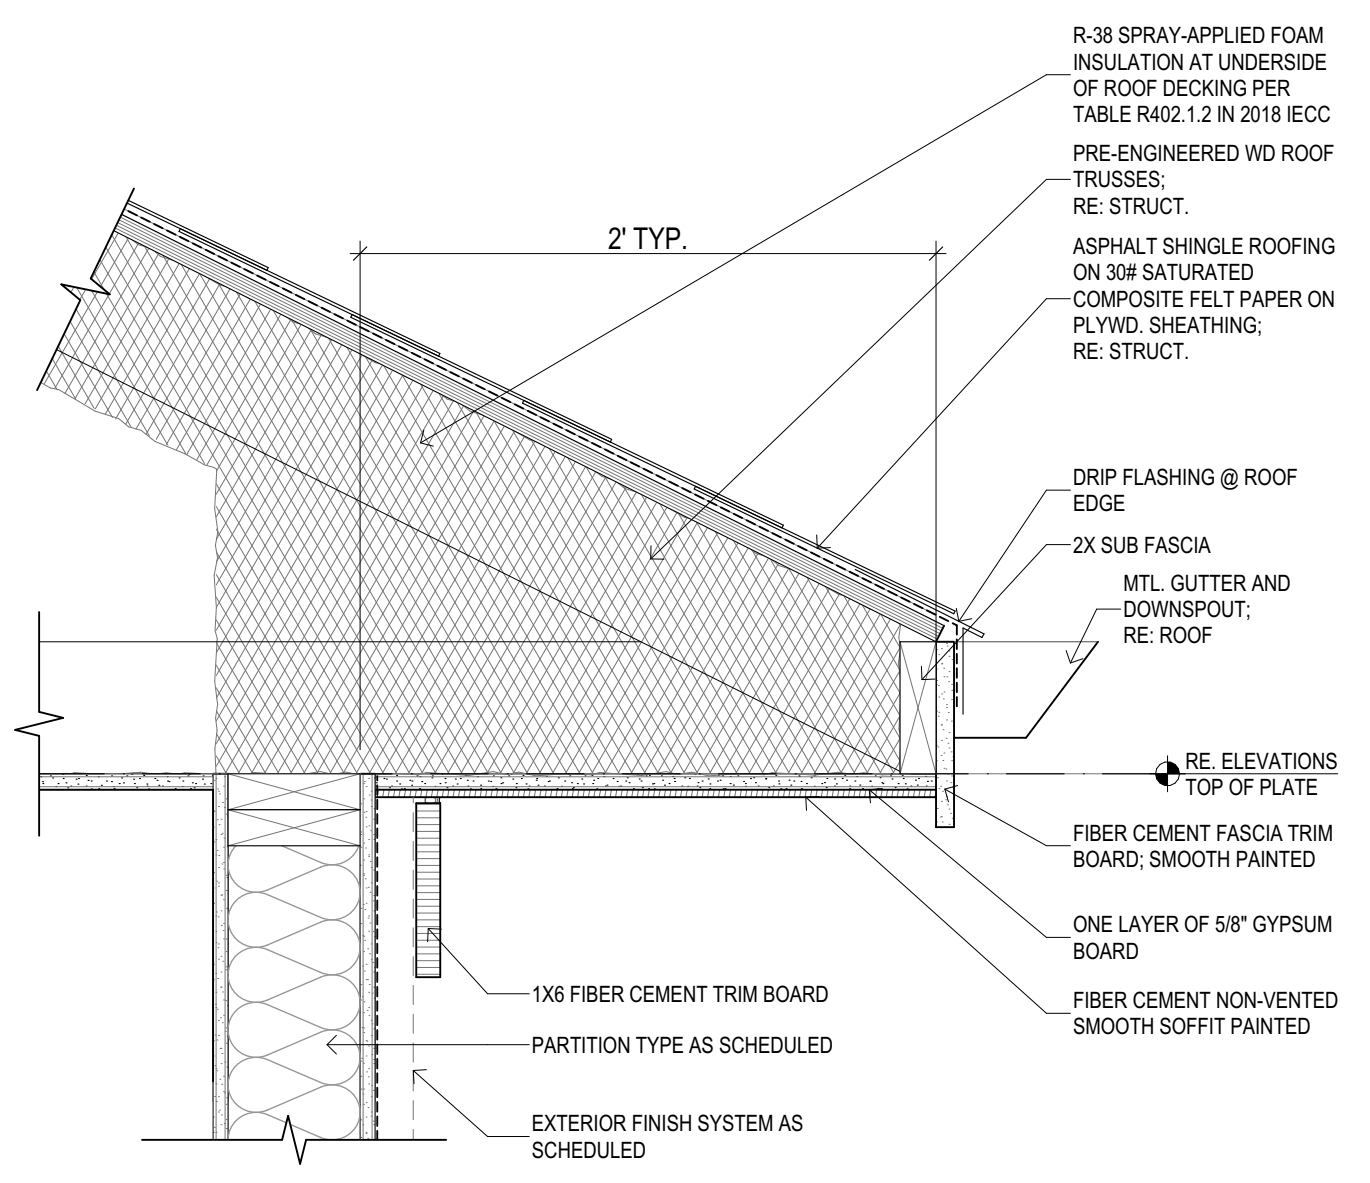 R-38 SPRAY-APPLIED FOAM
INSULATION AT UNDERSIDE
OF ROOF DECKING PER
TABLE R402.1.2 IN 2018 IECC
PRE-ENGINEERED WD ROOF
TRUSSES;
RE: STRUCT.
2' TYP.
ASPHALT SHINGLE ROOFING
ON 30# SATURATED
COMPOSITE FELT PAPER ON
PLYWD. SHEATHING;
RE: STRUCT.
DRIP FLASHING @ ROOF
EDGE
2X SUB FASCIA
MTL. GUTTER AND
DOWNSPOUT;
RE: ROOF
RE. ELEVATIONS
TOP OF PLATE
FIBER CEMENT FASCIA TRIM
BOARD; SMOOTH PAINTED
ONE LAYER OF 5/8" GYPSUM
BOARD
FIBER CEMENT NON-VENTED
SMOOTH SOFFIT PAINTED
1X6 FIBER CEMENT TRIM BOARD
PARTITION TYPE AS SCHEDULED
EXTERIOR FINISH SYSTEM AS
SCHEDULED